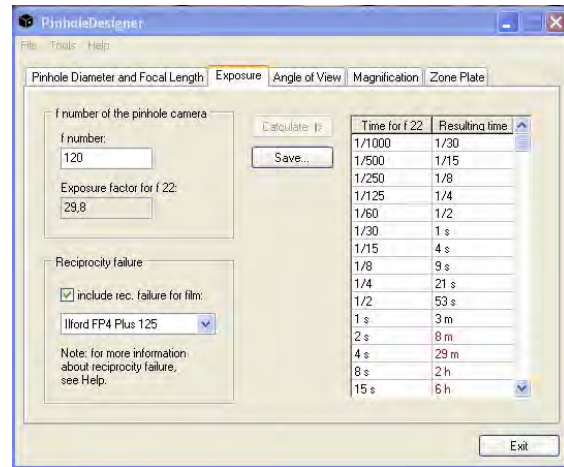 PinholeDesigner
File Tools Help
Pinhole Diameter and Focal Length Exposure Angle of View Magnification Zone Plate
f number of the pinhole camera
f number:
120
Exposure factor for f 22:
29,8
Reciprocity failure
include rec. failure for film:
Ilford FP4 Plus 125
Note: for more information
about reciprocity failure,
see Help.
Calculate
Save...
Time for f 22 Resulting time
1/1000 1/30
1/500 1/15
1/250 1/8
1/125 1/4
1/60 1/2
1/30 1 s
1/15 4 s
1/8 9 s
1/4 21 s
1/2 53 s
1 s 3 m
2 s 8 m
4 s 29 m
8 s 2 h
15 s 6 h
Exit